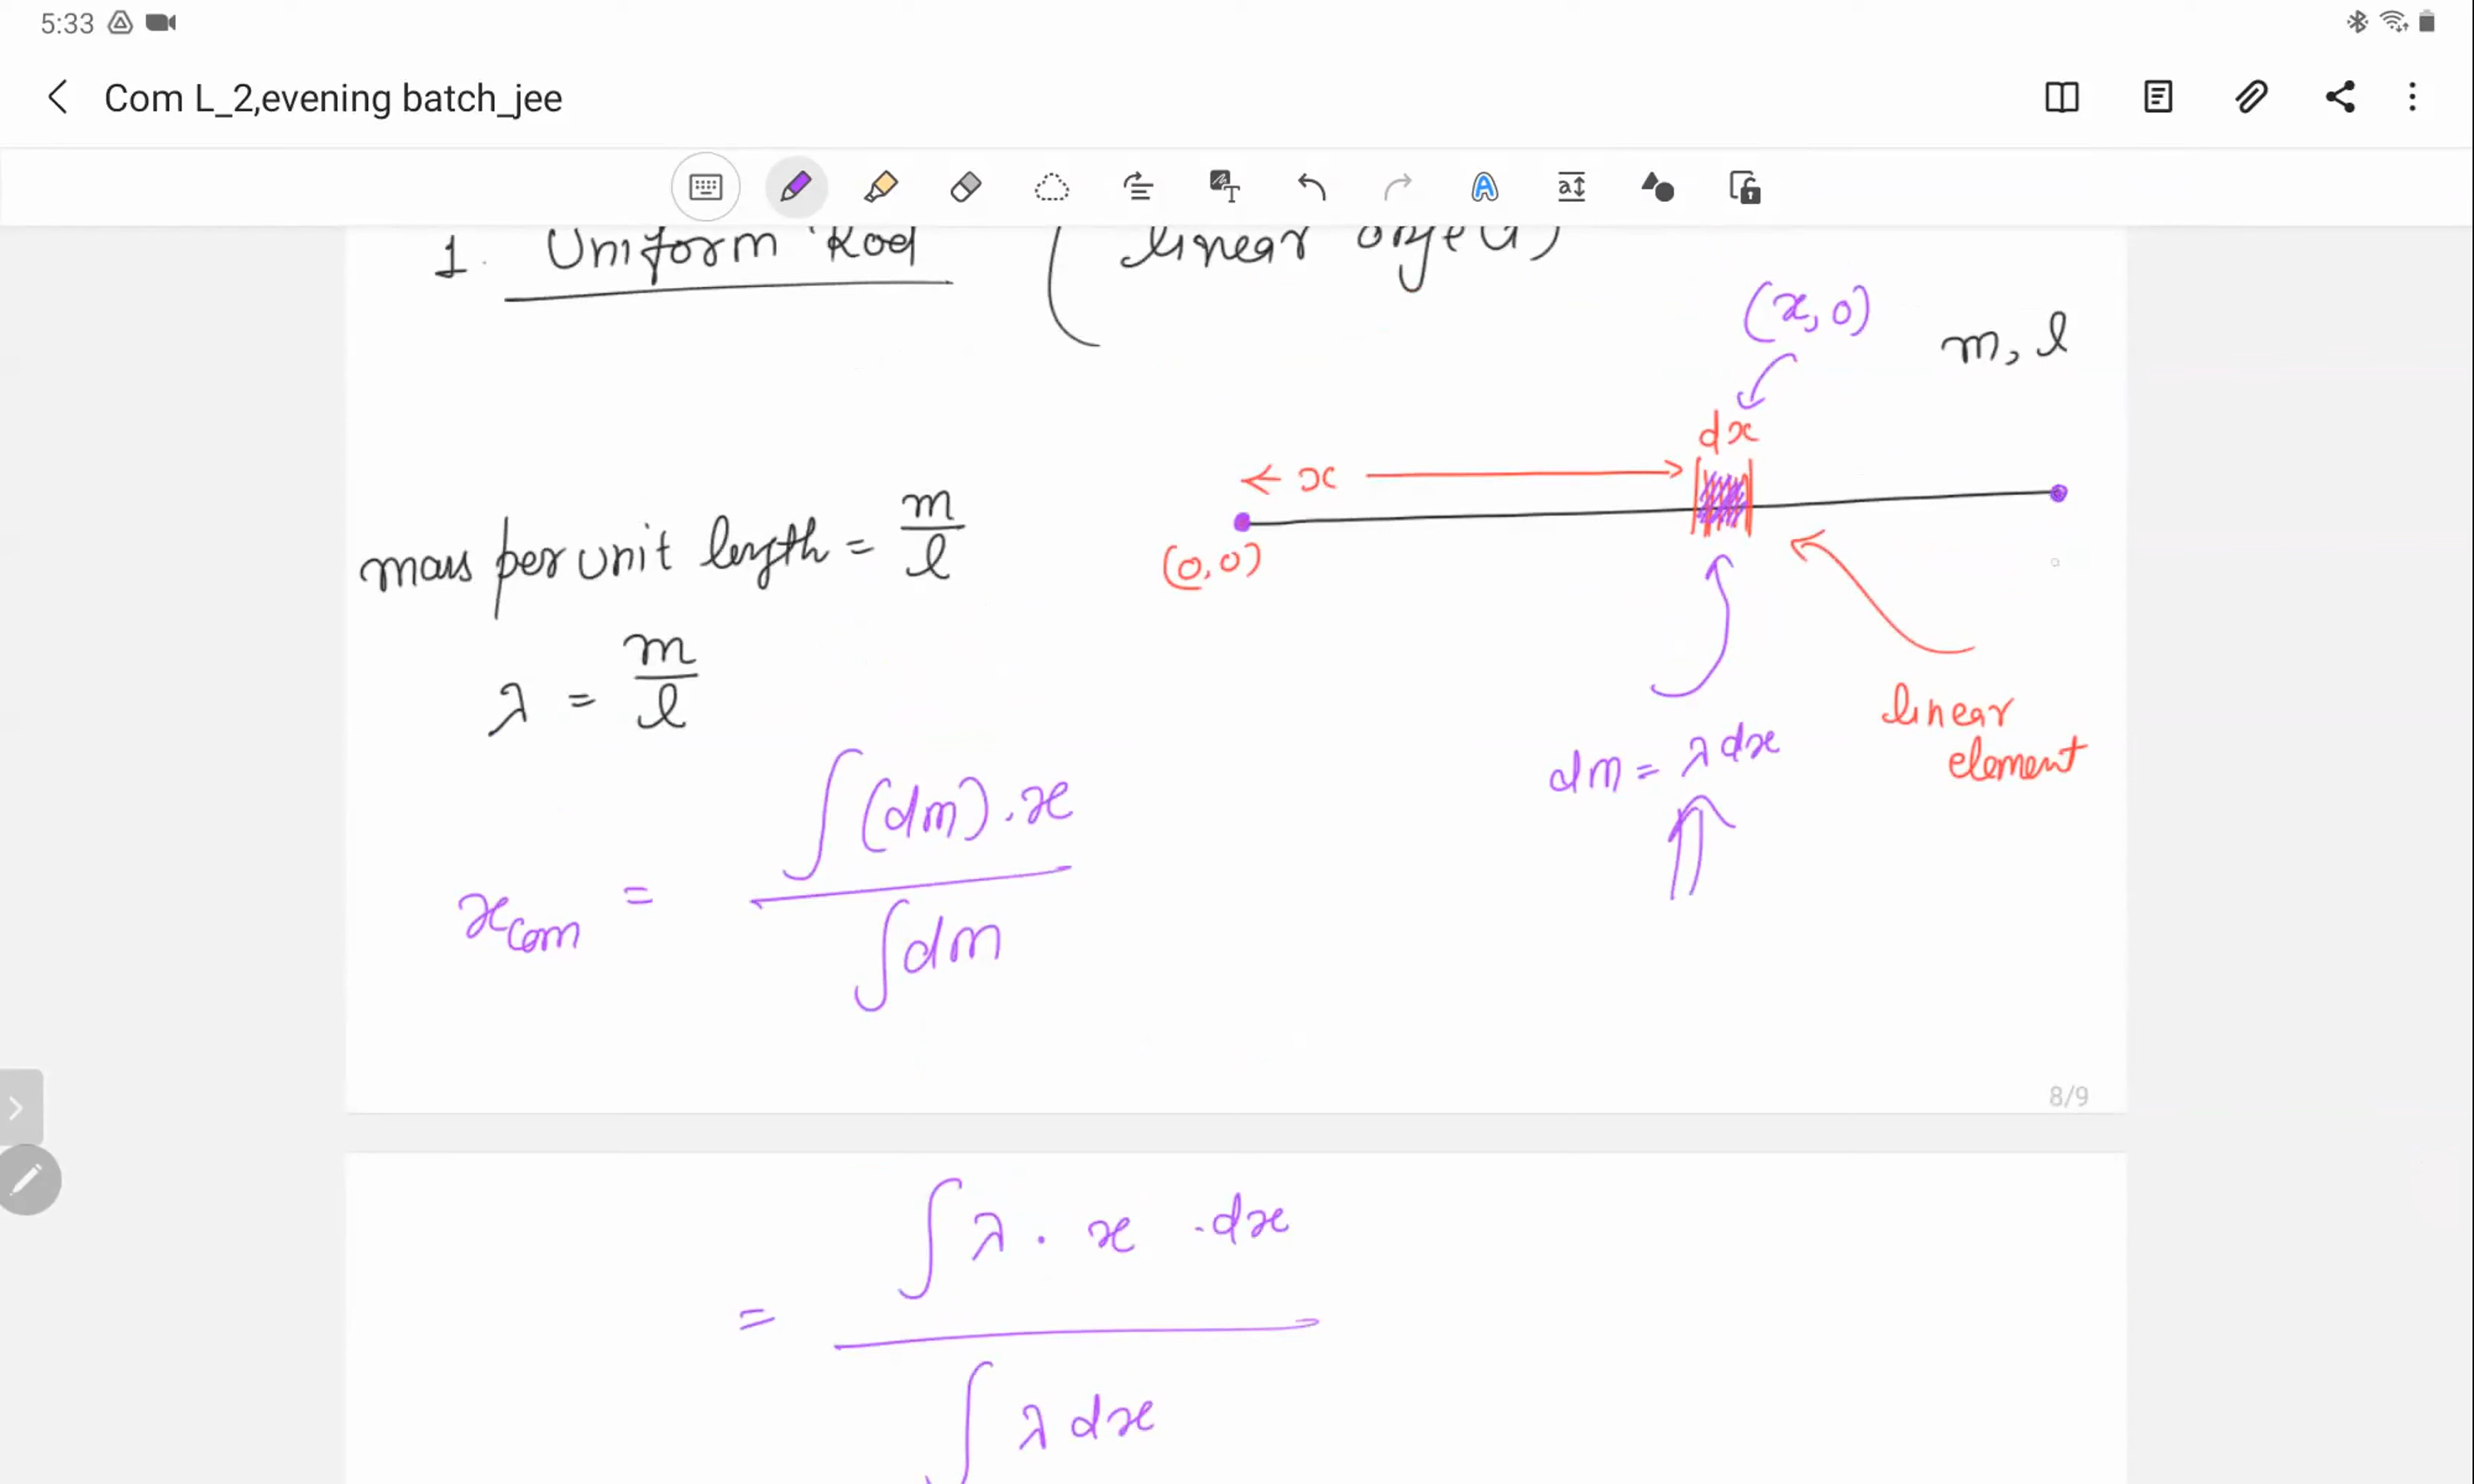 5:33
Com L_2,evening batch_jee
1. Uniform Rod (linear object)
(x,0)
m, l
dx
x
mass per unit length = m/l
(0,0)
λ = m/l
linear element
dm = λ dx
x com = ∫(dm).x / ∫dm
8/9
= ∫λ . x .dx / ∫ λ dx